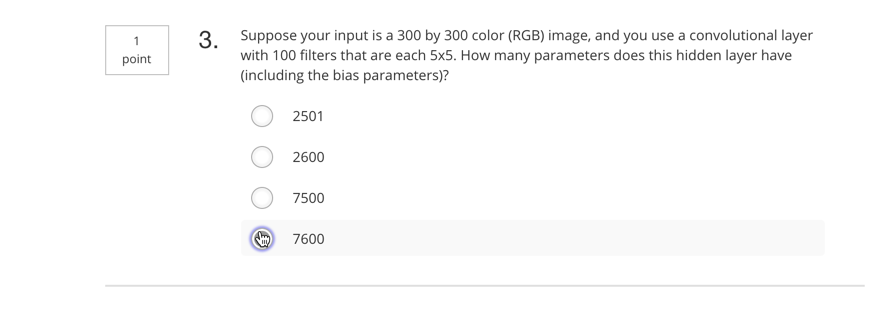 1
point
3.
Suppose your input is a 300 by 300 color (RGB) image, and you use a convolutional layer
with 100 filters that are each 5x5. How many parameters does this hidden layer have
(including the bias parameters)?
2501
2600
7500
7600